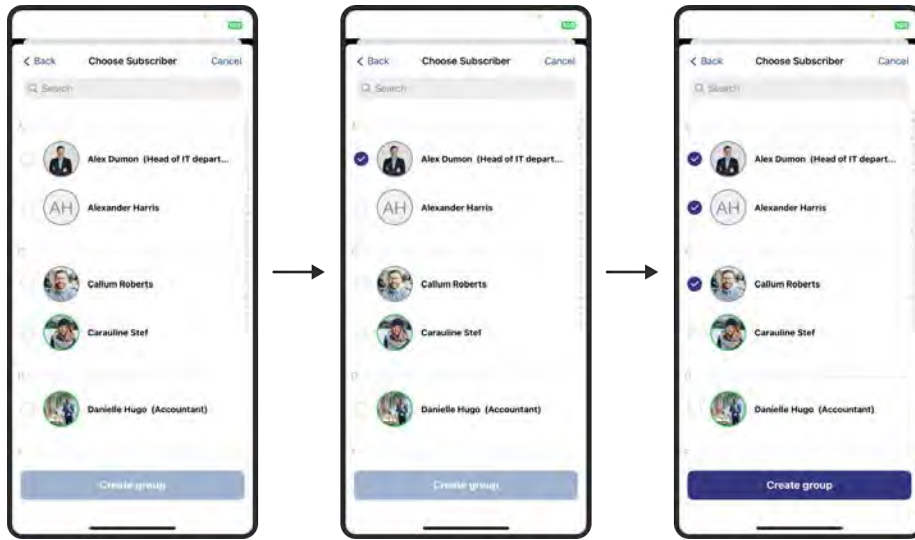 100
< Back Choose Subscriber Cancel
Search
Alex Dumon (Head of IT depart...
AH Alexander Harris
C
Callum Roberts
Carauline Stef
D
Danielle Hugo (Accountant)
Create group
100
< Back Choose Subscriber Cancel
Search
Alex Dumon (Head of IT depart...
AH Alexander Harris
C
Callum Roberts
Carauline Stef
D
Danielle Hugo (Accountant)
Create group
100
< Back Choose Subscriber Cancel
Search
Alex Dumon (Head of IT depart...
AH Alexander Harris
C
Callum Roberts
Carauline Stef
D
Danielle Hugo (Accountant)
Create group